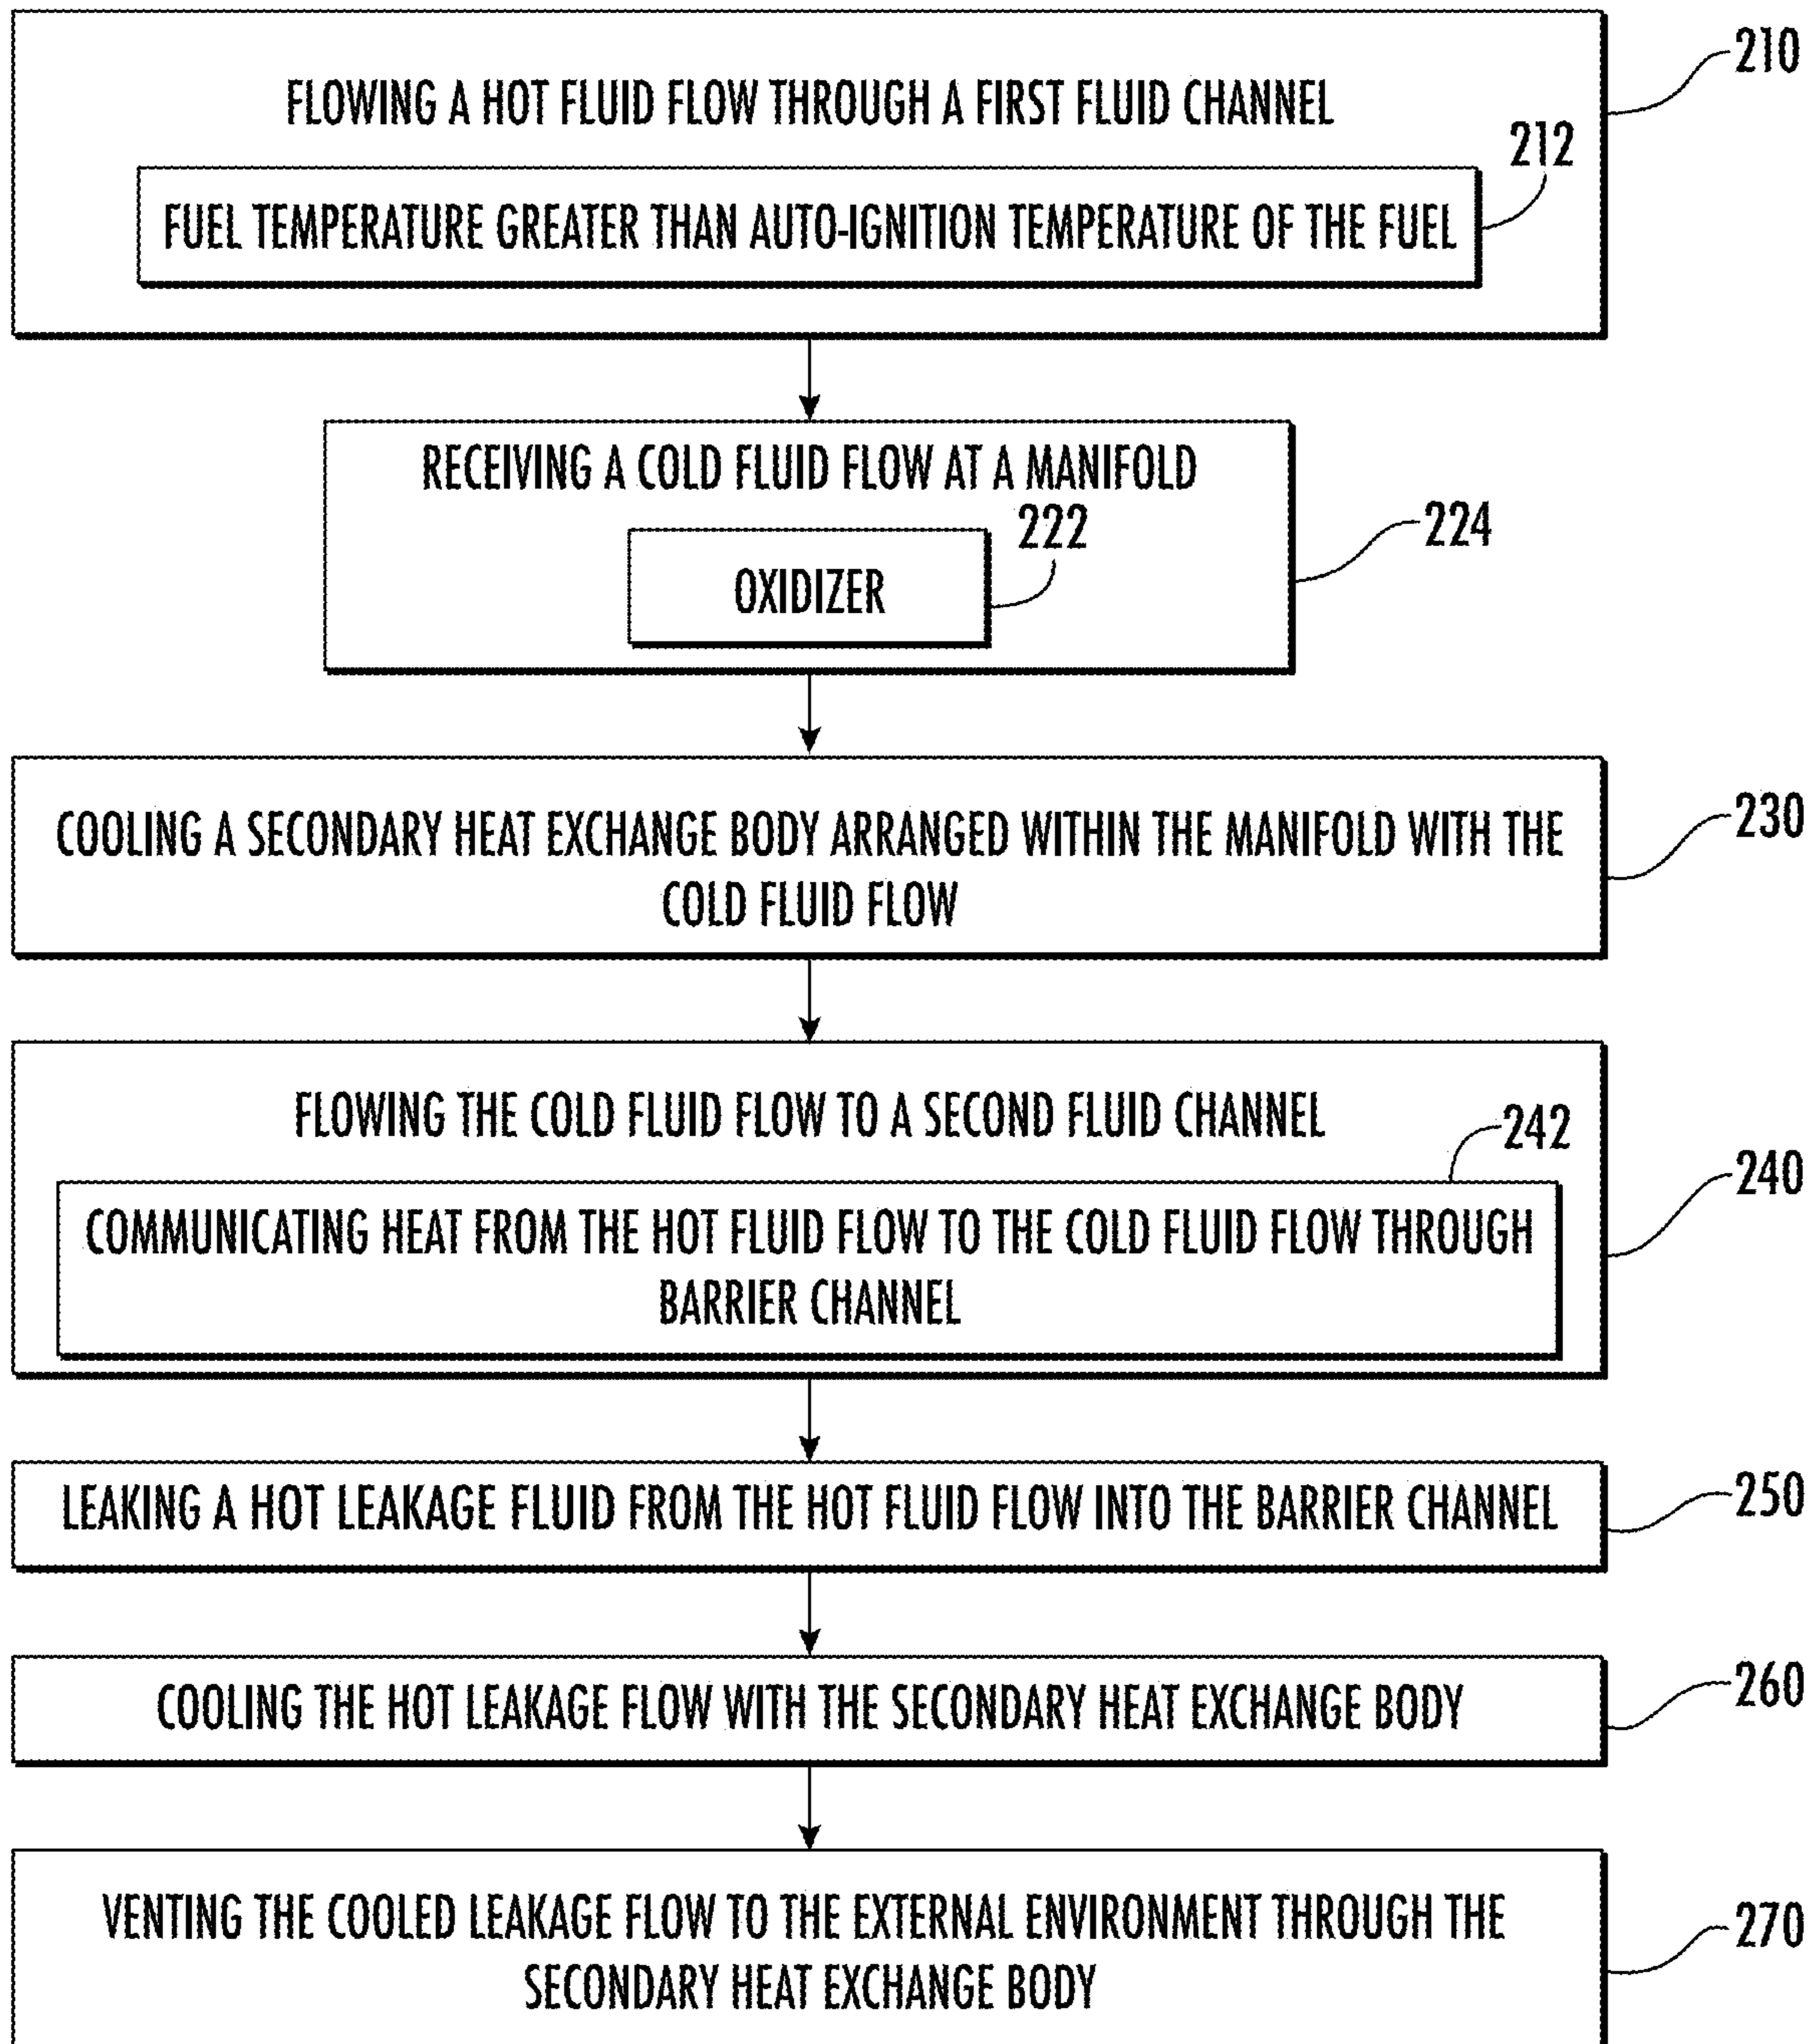 210
FLOWING A HOT FLUID FLOW THROUGH A FIRST FLUID CHANNEL
212
FUEL TEMPERATURE GREATER THAN AUTO-IGNITION TEMPERATURE OF THE FUEL
RECEIVING A COLD FLUID FLOW AT A MANIFOLD
222
224
OXIDIZER
230
COOLING A SECONDARY HEAT EXCHANGE BODY ARRANGED WITHIN THE MANIFOLD WITH THE
COLD FLUID FLOW
FLOWING THE COLD FLUID FLOW TO A SECOND FLUID CHANNEL
242
240
COMMUNICATING HEAT FROM THE HOT FLUID FLOW TO THE COLD FLUID FLOW THROUGH
BARRIER CHANNEL
250
LEAKING A HOT LEAKAGE FLUID FROM THE HOT FLUID FLOW INTO THE BARRIER CHANNEL
260
COOLING THE HOT LEAKAGE FLOW WITH THE SECONDARY HEAT EXCHANGE BODY
VENTING THE COOLED LEAKAGE FLOW TO THE EXTERNAL ENVIRONMENT THROUGH THE
270
SECONDARY HEAT EXCHANGE BODY